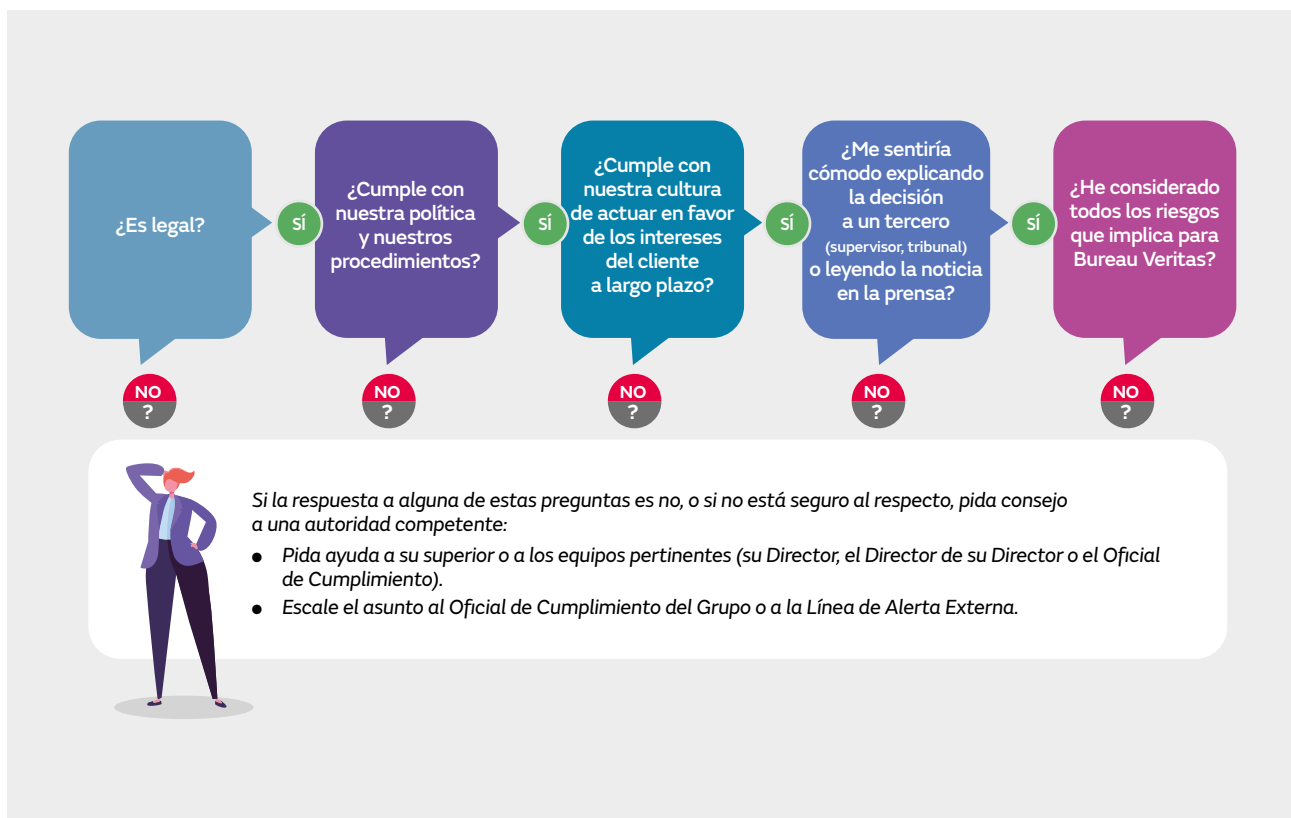 ¿Es legal?
SÍ
¿Cumple con
nuestra política
y nuestros
procedimientos?
SÍ
¿Cumple con
nuestra cultura
de actuar en favor
de los intereses
del cliente
a largo plazo?
SÍ
¿Me sentiría
cómodo explicando
la decisión
a un tercero
(supervisor, tribunal)
o leyendo la noticia
en la prensa?
SÍ
¿He considerado
todos los riesgos
que implica para
Bureau Veritas?
NO
?
NO
?
NO
?
NO
?
NO
?
Si la respuesta a alguna de estas preguntas es no, o si no está seguro al respecto, pida consejo
a una autoridad competente:
● Pida ayuda a su superior o a los equipos pertinentes (su Director, el Director de su Director o el Oficial
de Cumplimiento).
● Escale el asunto al Oficial de Cumplimiento del Grupo o a la Línea de Alerta Externa.